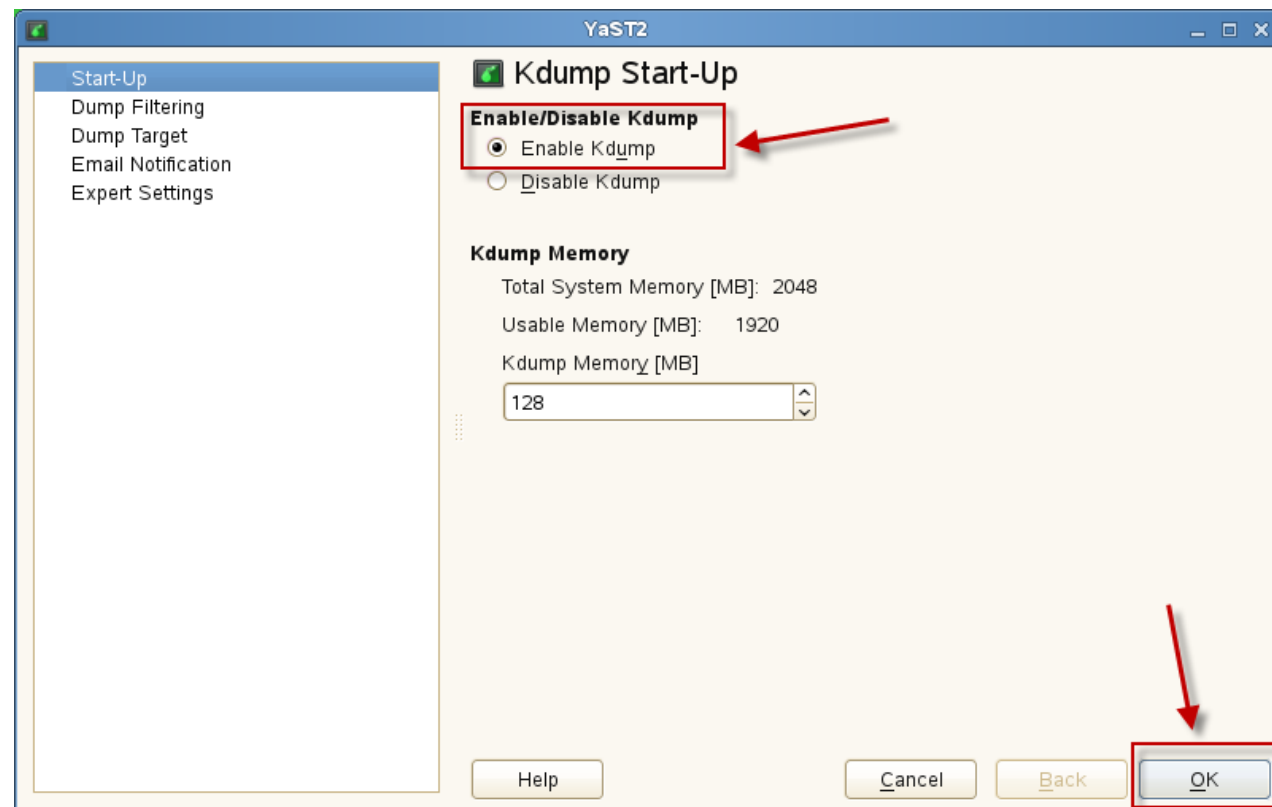 YaST2
Start-Up
Dump Filtering
Dump Target
Email Notification
Expert Settings
Kdump Start-Up
Enable/Disable Kdump
Enable Kdump
Disable Kdump
Kdump Memory
Total System Memory [MB]: 2048
Usable Memory [MB]: 1920
Kdump Memory [MB]
128
Help Cancel Back OK